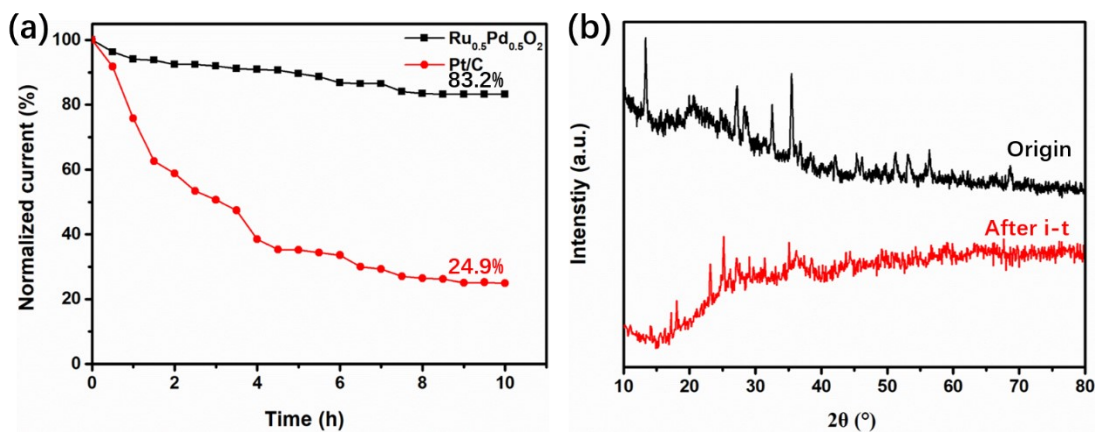 (a)
Normalized current (%)
100
80
60
40
20
0
Ru0.5Pd0.5O2
Pt/C
83.2%
24.9%
0 2 4 6 8 10
Time (h)
(b)
Intenstiy (a.u.)
Origin
After i-t
10 20 30 40 50 60 70 80
2θ (°)